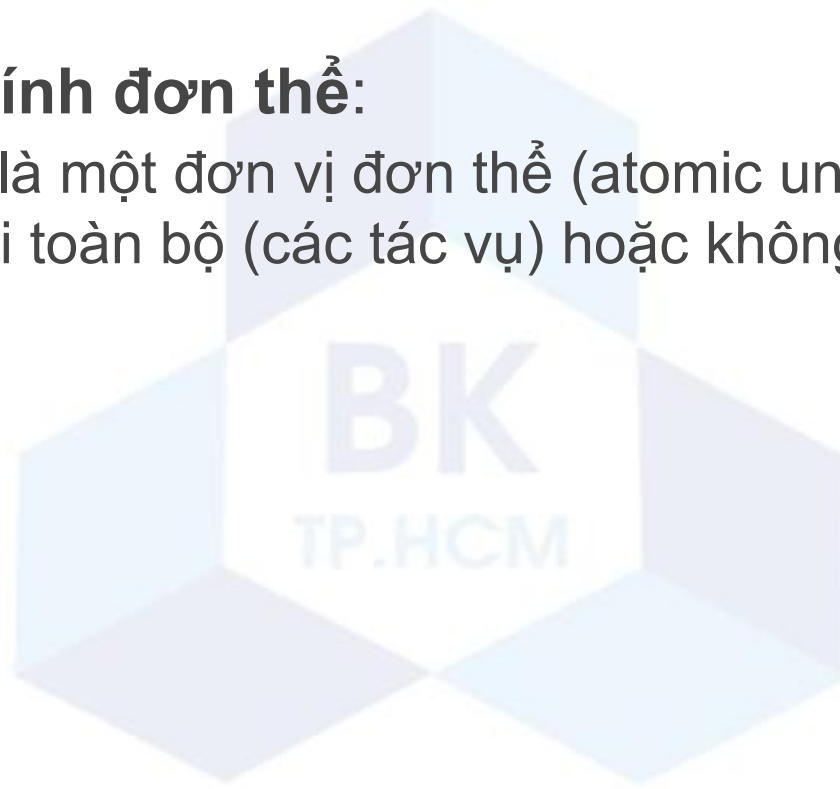 ính đơn thể:
là một đơn vị đơn thể (atomic un
i toàn bộ (các tác vụ) hoặc không
BK
TP.HCM